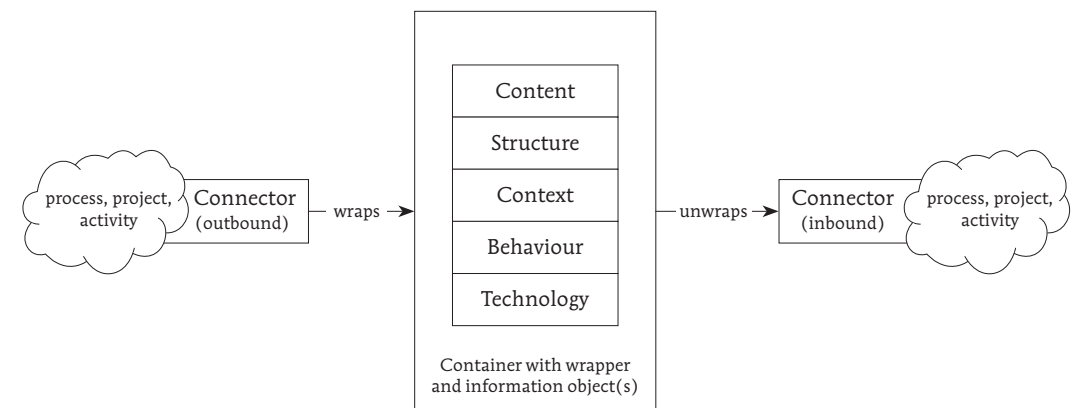 process, project,
activity
Connector
(outbound)
wraps
Content
Structure
Context
Behaviour
Technology
Container with wrapper
and information object(s)
unwraps
Connector
(inbound)
process, project,
activity